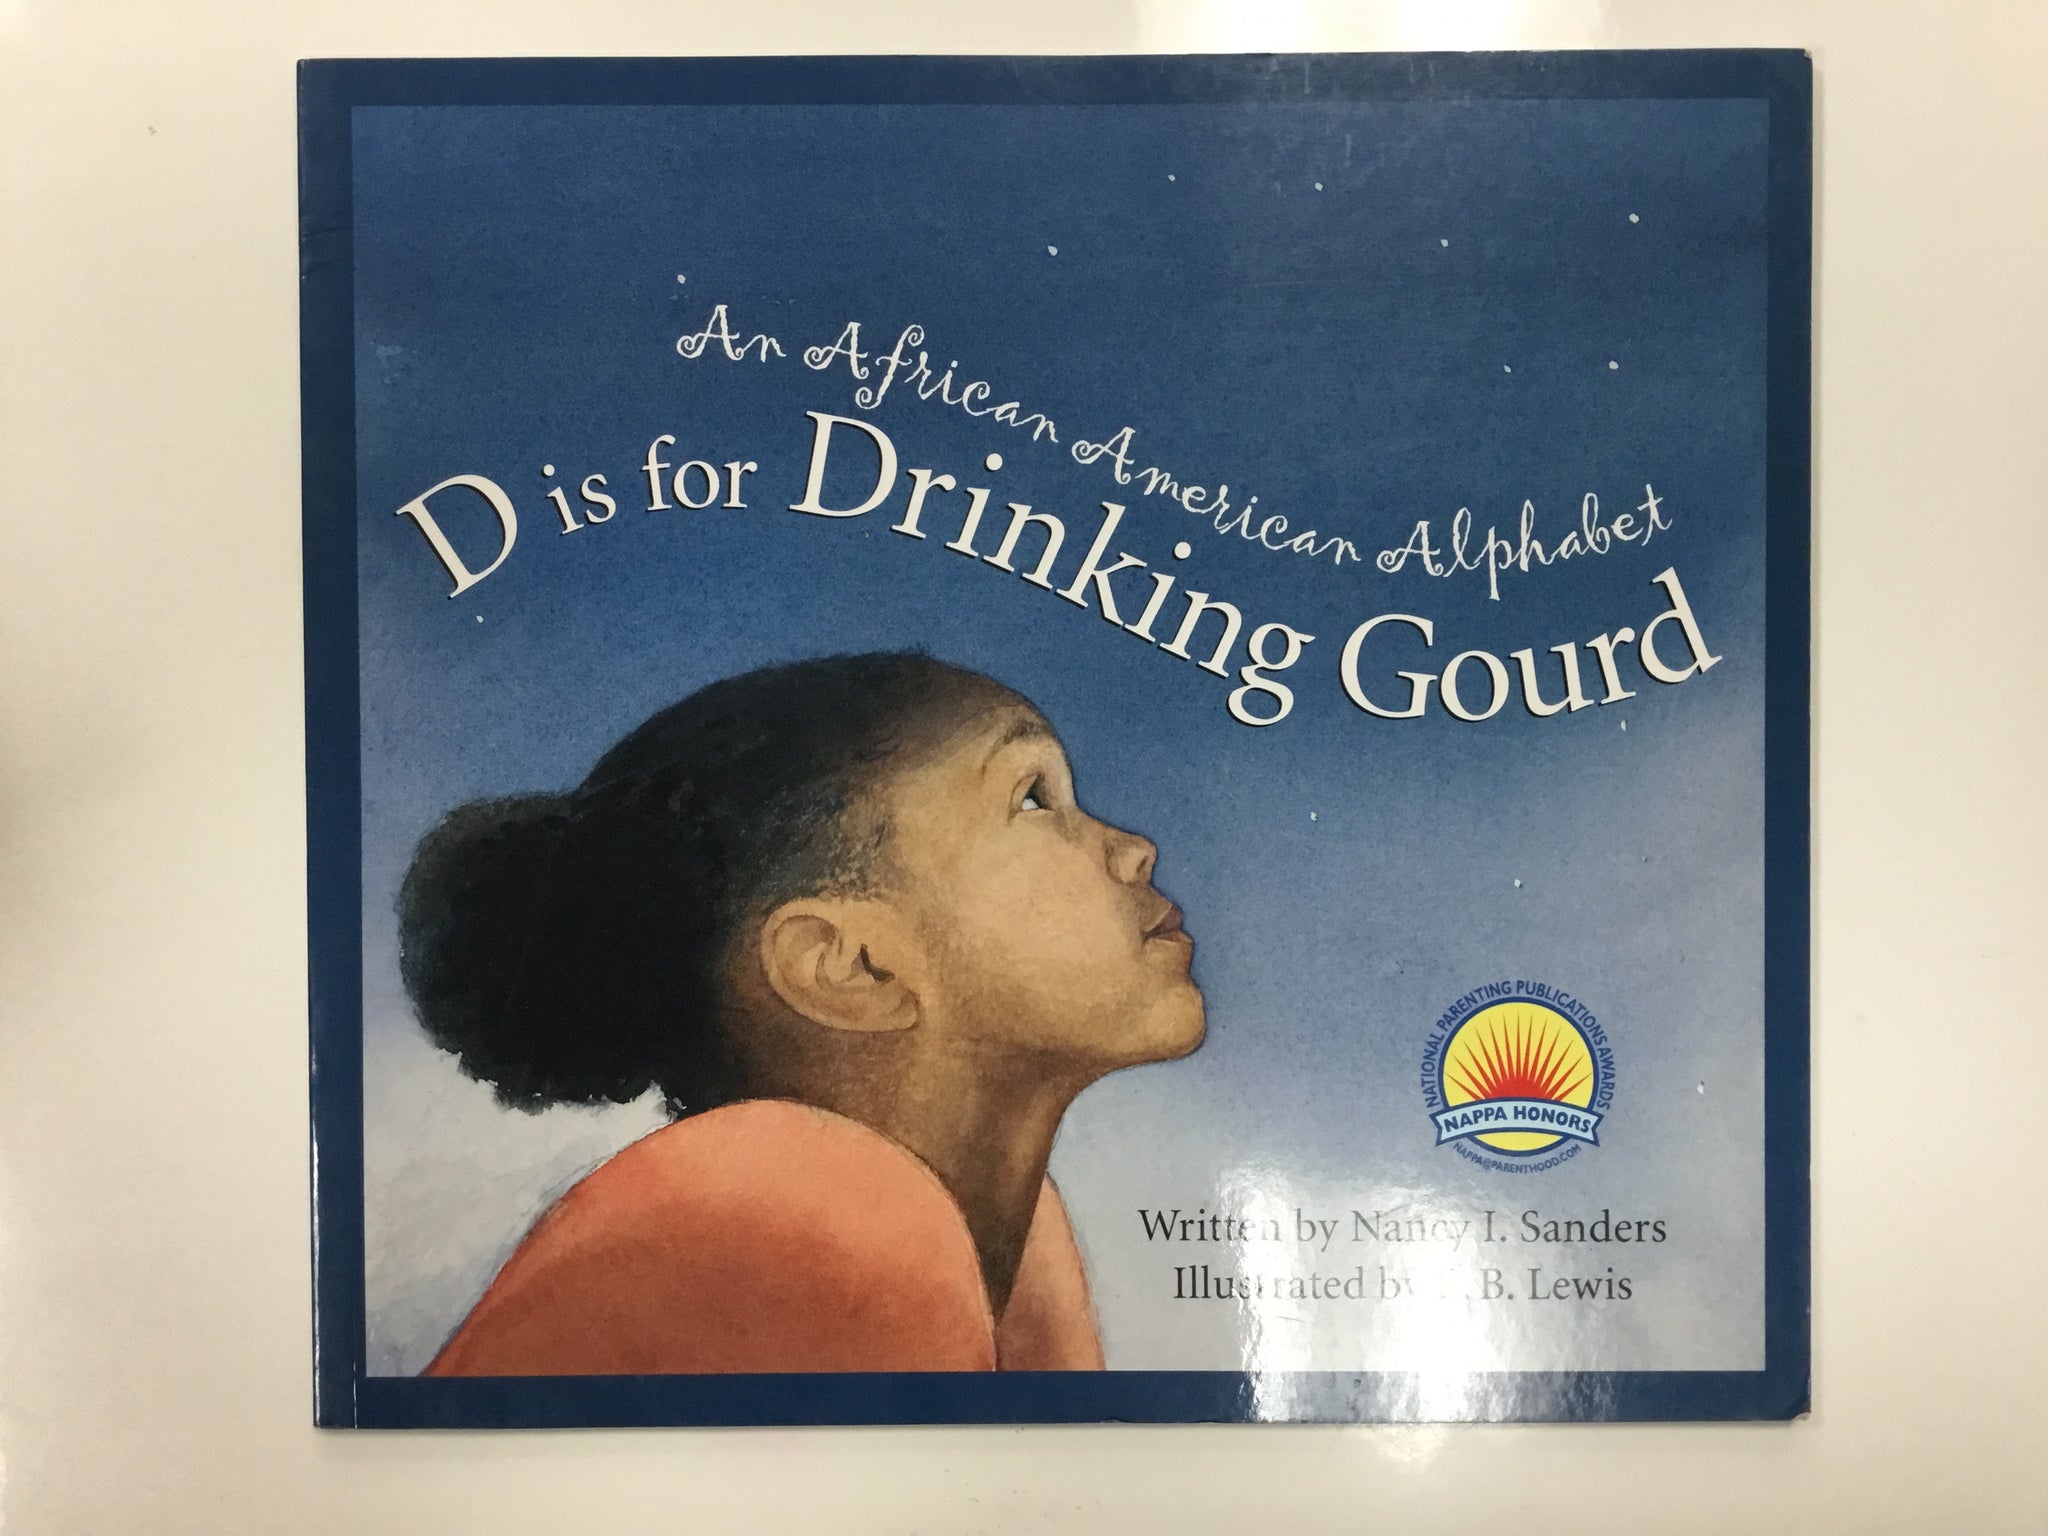 An African American Alphabet
D is for Drinking Gourd
NATIONAL PARENTING PUBLICATIONS AWARDS
NAPPA HONORS
NAPPA@PARENTHOOD.COM
Written by Nancy I. Sanders
Illustrated by B. Lewis